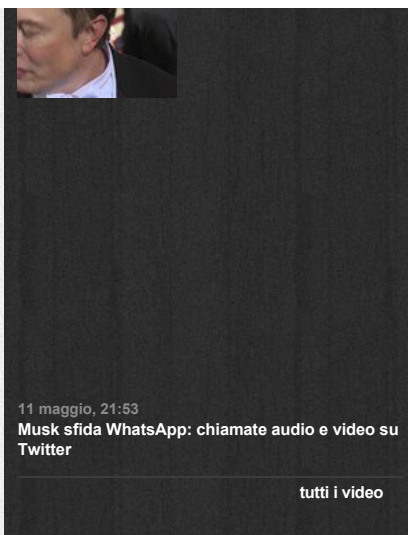 11 maggio, 21:53
Musk sfida WhatsApp: chiamate audio e video su
Twitter
tutti i video